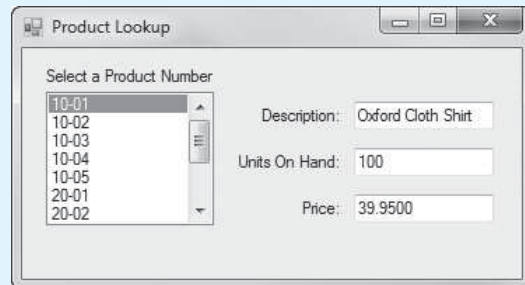 Product Lookup
Select a Product Number
10-01
10-02
10-03
10-04
10-05
20-01
20-02
Description: Oxford Cloth Shirt
Units On Hand: 100
Price: 39.9500